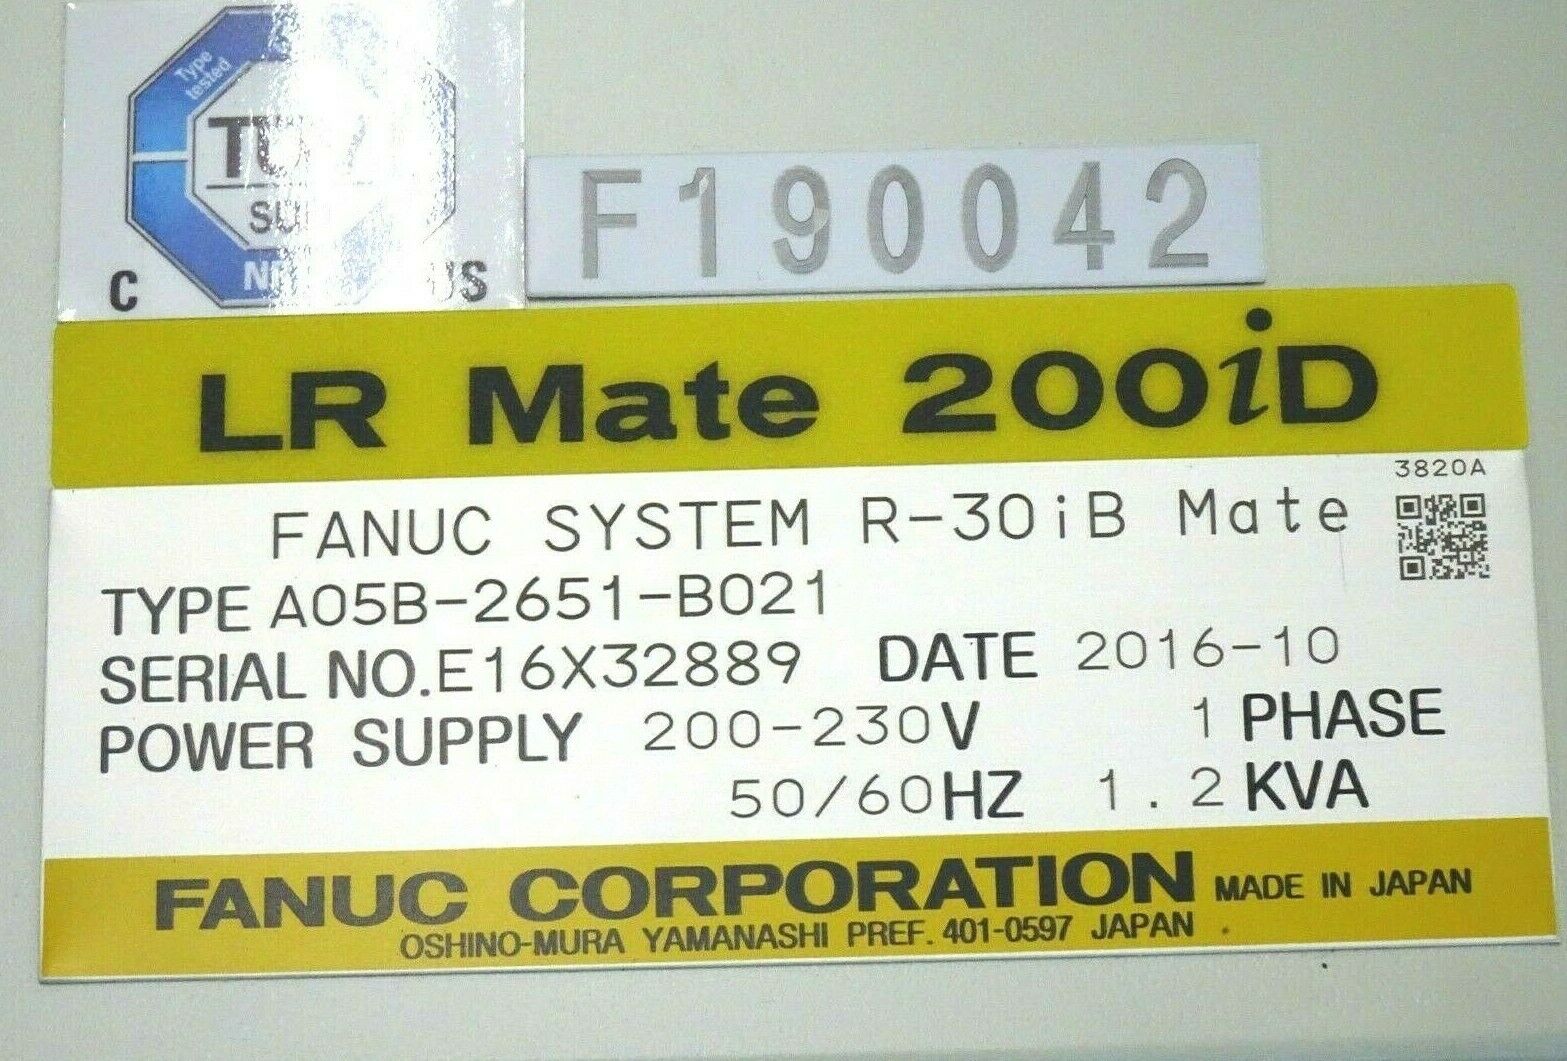 Type
tested
C
F190042
LR Mate 200iD
3820A
FANUC SYSTEM R-30iB Mate
TYPE A05B-2651-B021
SERIAL NO.E16X32889 DATE 2016-10
POWER SUPPLY 200-230V 1 PHASE
50/60HZ 1.2 KVA
FANUC CORPORATION MADE IN JAPAN
OSHINO-MURA YAMANASHI PREF. 401-0597 JAPAN